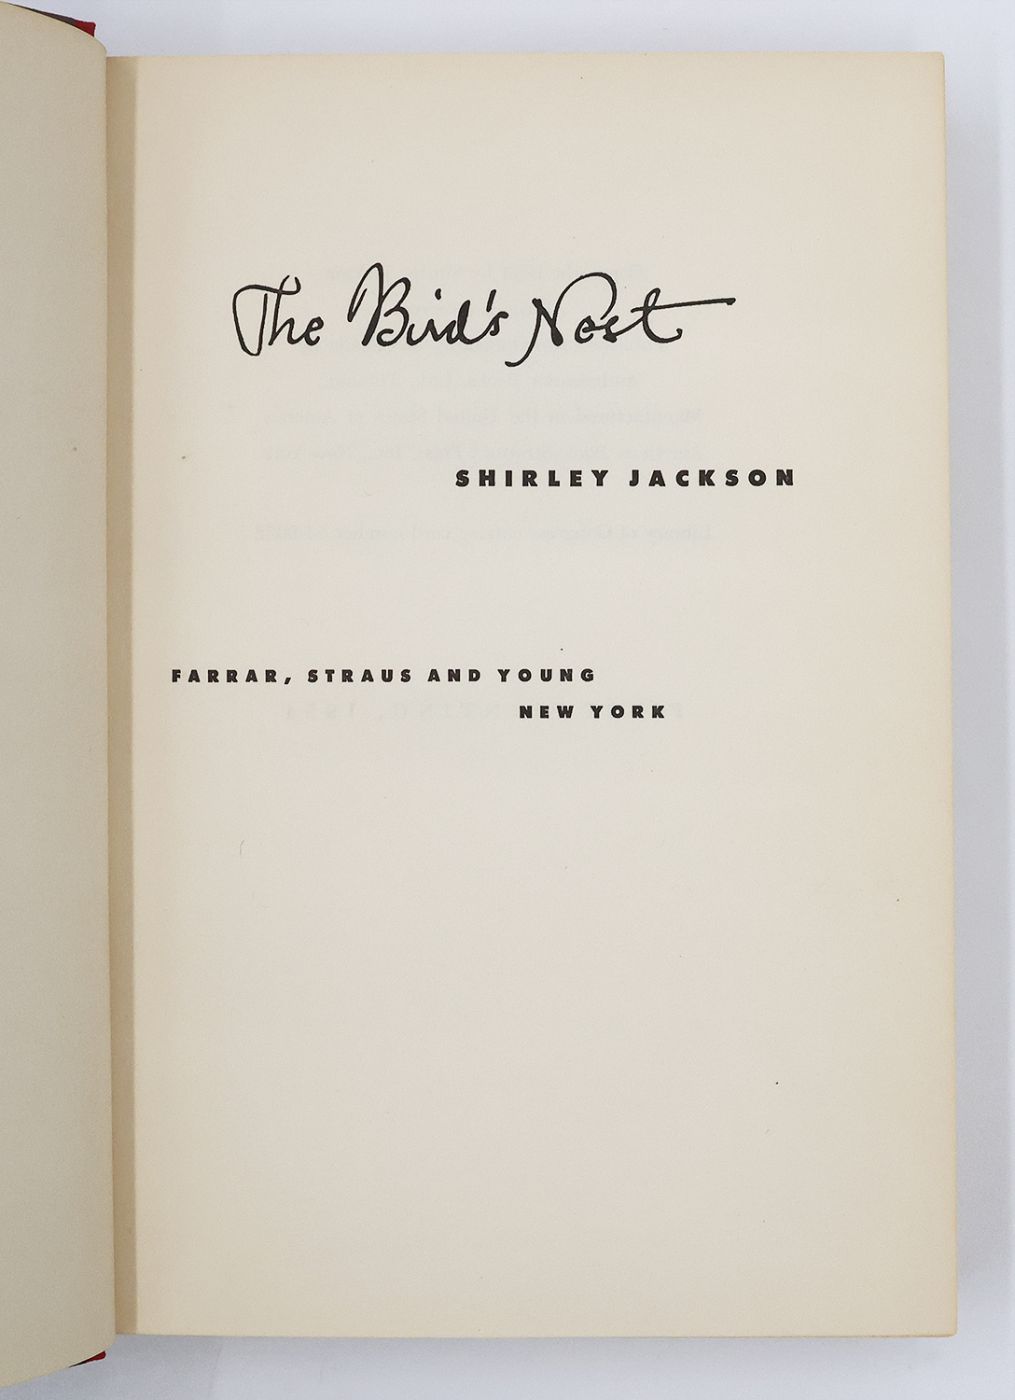 The Bird's Nest
SHIRLEY JACKSON
FARRAR, STRAUS AND YOUNG
NEW YORK